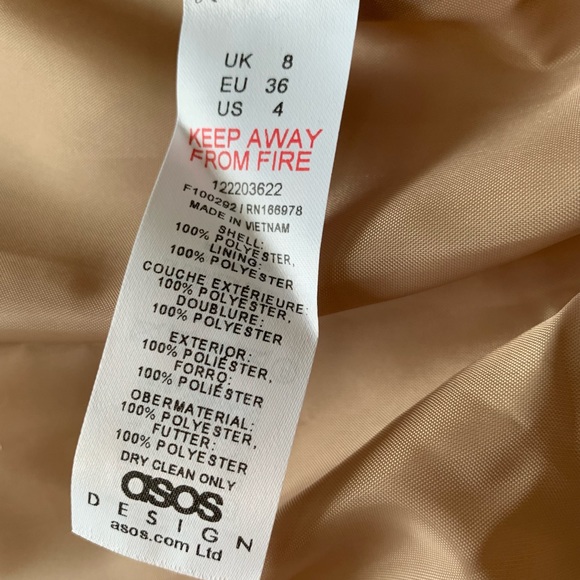 UK 8
EU 36
US 4
KEEP AWAY
FROM FIRE
122203622
F100292 / RN166978
MADE IN VIETNAM
SHELL:
100% POLYESTER,
LINING:
100% POLYESTER
COUCHE EXTÉRIEURE:
100% POLYESTER,
DOUBLURE:
100% POLYESTER
EXTERIOR:
100% POLIÉSTER,
FORRO:
100% POLIÉSTER
OBERMATERIAL:
100% POLYESTER,
FUTTER:
100% POLYESTER
DRY CLEAN ONLY
asos
DESIGN
asos.com Ltd